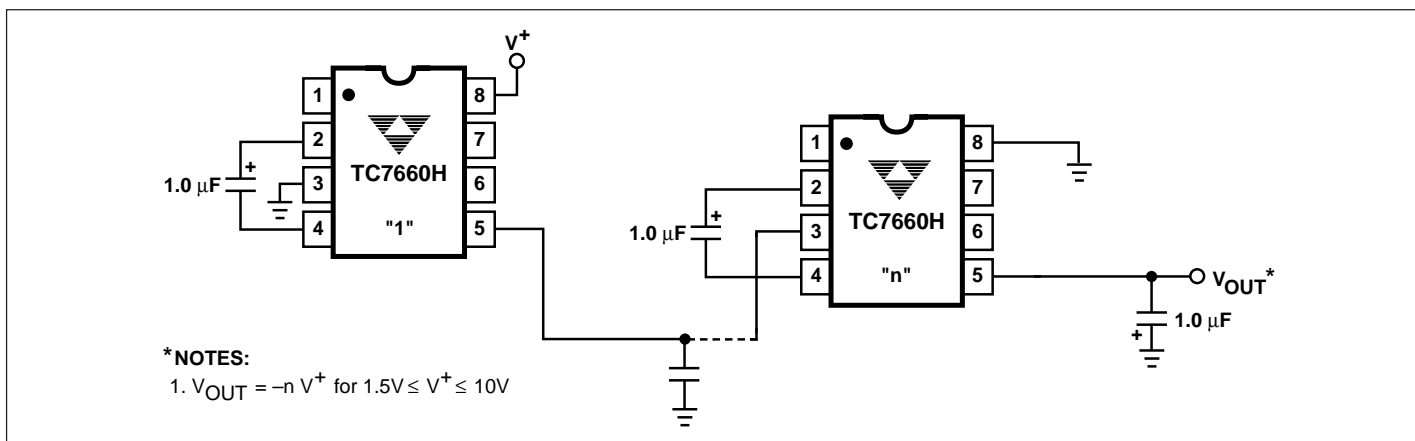 V+
1
8
2
7
TC7660H
3
6
4
"1"
5
+
1.0 µF
1
8
2
7
TC7660H
3
6
4
"n"
5
+
1.0 µF
VOUT*
1.0 µF
+
*NOTES:
1. VOUT = –n V+ for 1.5V ≤ V+ ≤ 10V